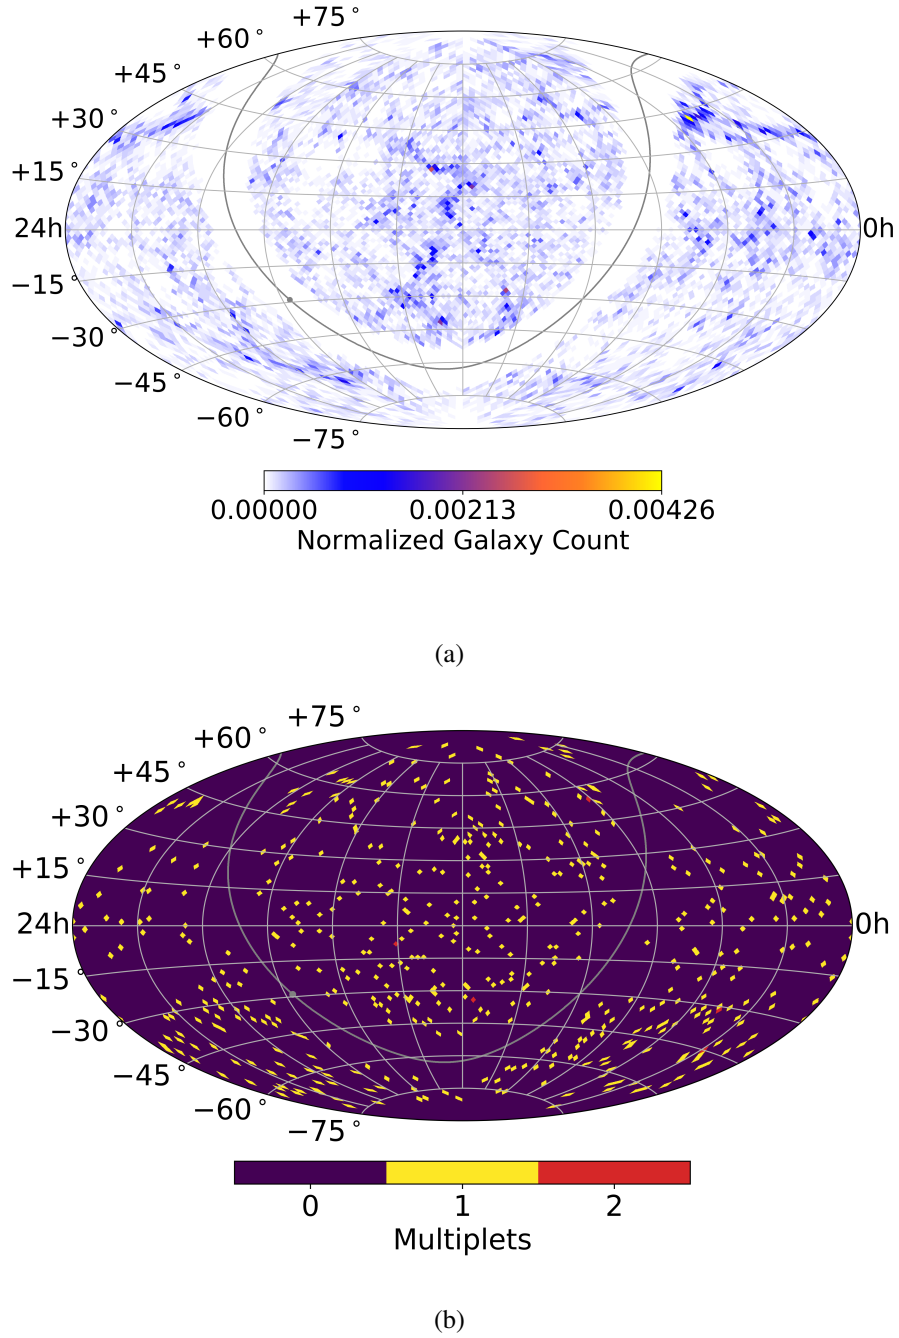 +75°
+60°
+45°
+30°
+15°
24h
0h
−15°
−30°
−45°
−60°
−75°
0.00000 0.00213 0.00426
Normalized Galaxy Count
(a)
+75°
+60°
+45°
+30°
+15°
24h
0h
−15°
−30°
−45°
−60°
−75°
0 1 2
Multiplets
(b)